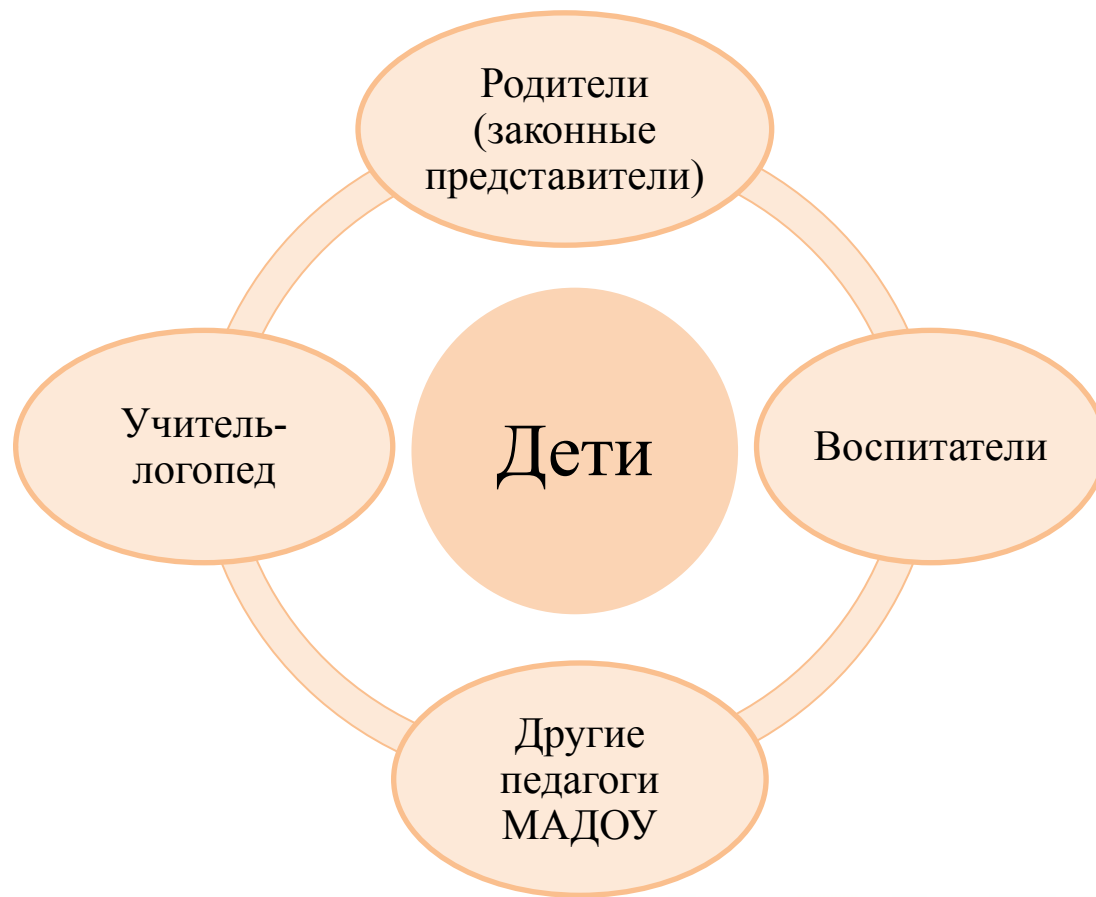 Родители
(законные
представители)
Учитель-
логопед
Дети
Воспитатели
Другие
педагоги
МАДОУ